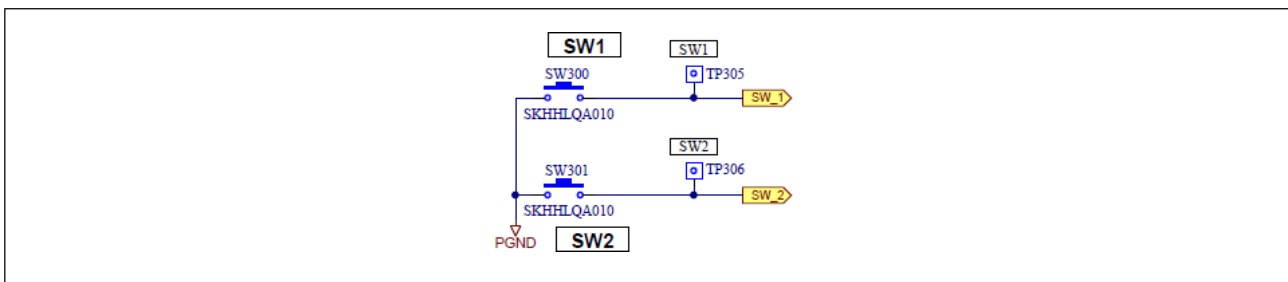 SW1
SW1
SW300
TP305
SW_1
SKHHLQA010
SW2
SW301
TP306
SW_2
SKHHLQA010
PGND
SW2